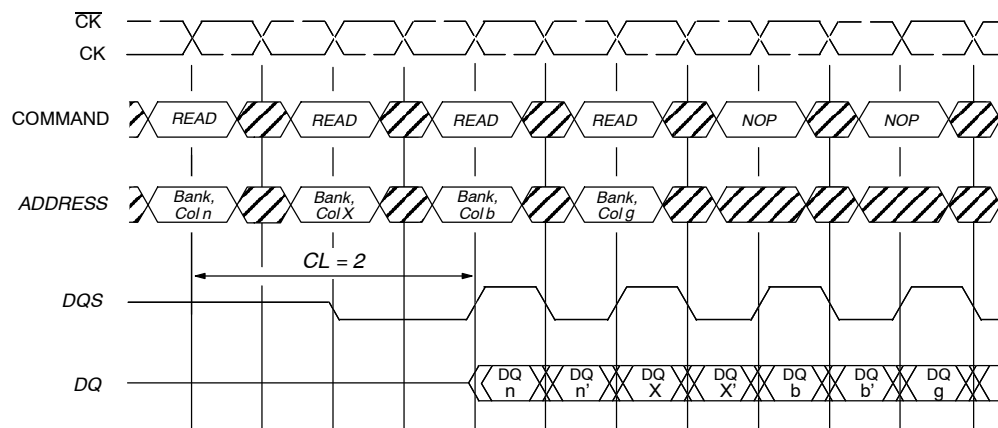 CK
CK
COMMAND READ READ READ READ NOP NOP
ADDRESS Bank, Col n Bank, Col X Bank, Col b Bank, Col g
CL = 2
DQS
DQ DQ n DQ n' DQ X DQ X' DQ b DQ b' DQ g